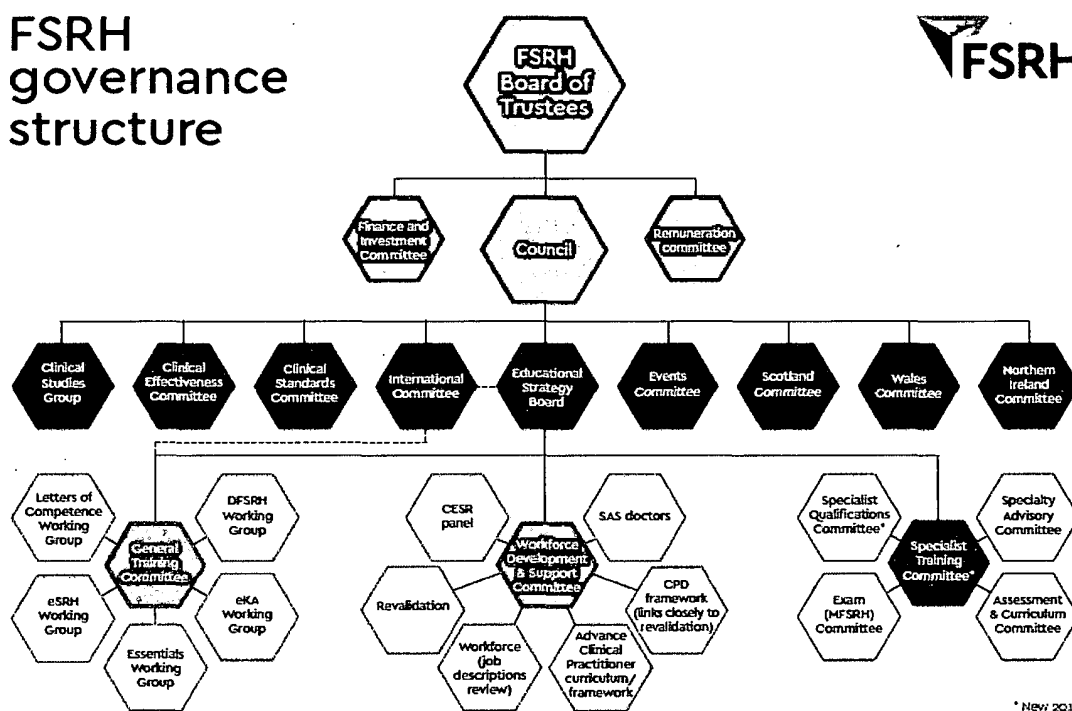 FSRH
governance
structure
FSRH
FSRH
Board of
Trustees
Finance and
Investment
Committee
Council
Remuneration
committee
Clinical
Studies
Group
Clinical
Effectiveness
Committee
Clinical
Standards
Committee
International
Committee
Educational
Strategy
Board
Events
Committee
Scotland
Committee
Wales
Committee
Northern
Ireland
Committee
Letters of
Competence
Working
Group
DFSRH
Working
Group
General
Training
Committee
eSRH
Working
Group
eKA
Working
Group
Essentials
Working
Group
CESR
panel
SAS doctors
Workforce
Development
& Support
Committee
Revalidation
CPD
framework
(links closely to
revalidation)
Workforce
(job
descriptions
review)
Advance
Clinical
Practitioner
curriculum/
framework
Specialist
Qualifications
Committee*
Specialty
Advisory
Committee
Specialist
Training
Committee*
Exam
(MFSRH)
Committee
Assessment
& Curriculum
Committee
* New 201